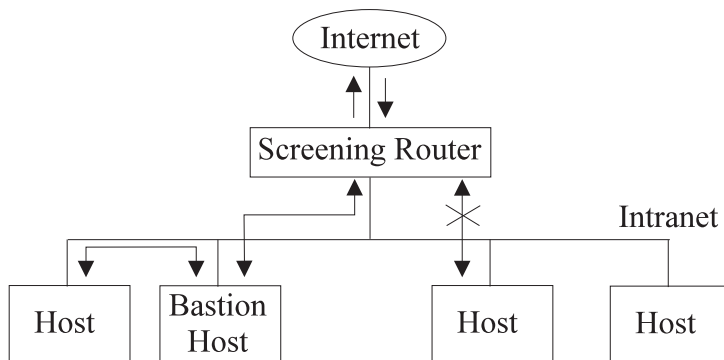 Internet
Screening Router
Intranet
Host
Bastion
Host
Host
Host